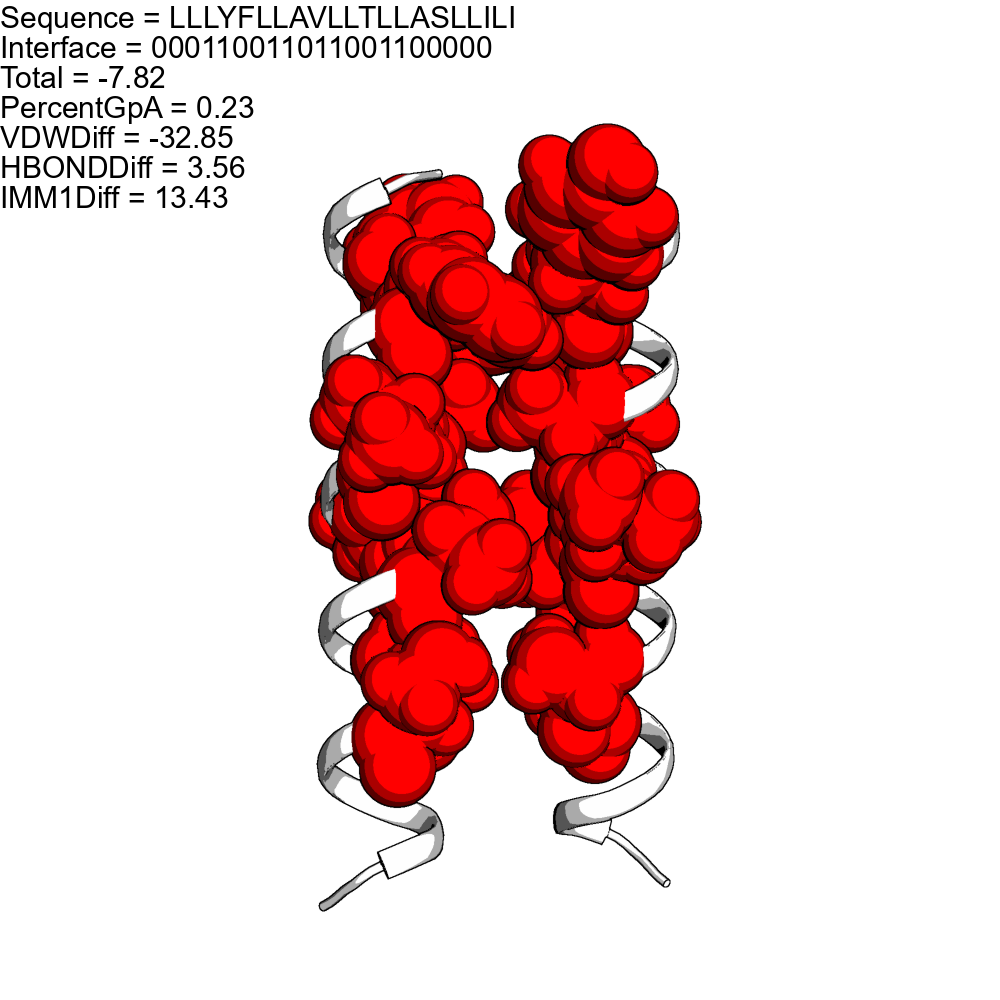 Sequence = LLLYFLLAVLLTLLASLLILI
Interface = 000110011011001100000
Total = -7.82
PercentGpA = 0.23
VDWDiff = -32.85
HBONDDiff = 3.56
IMM1Diff = 13.43